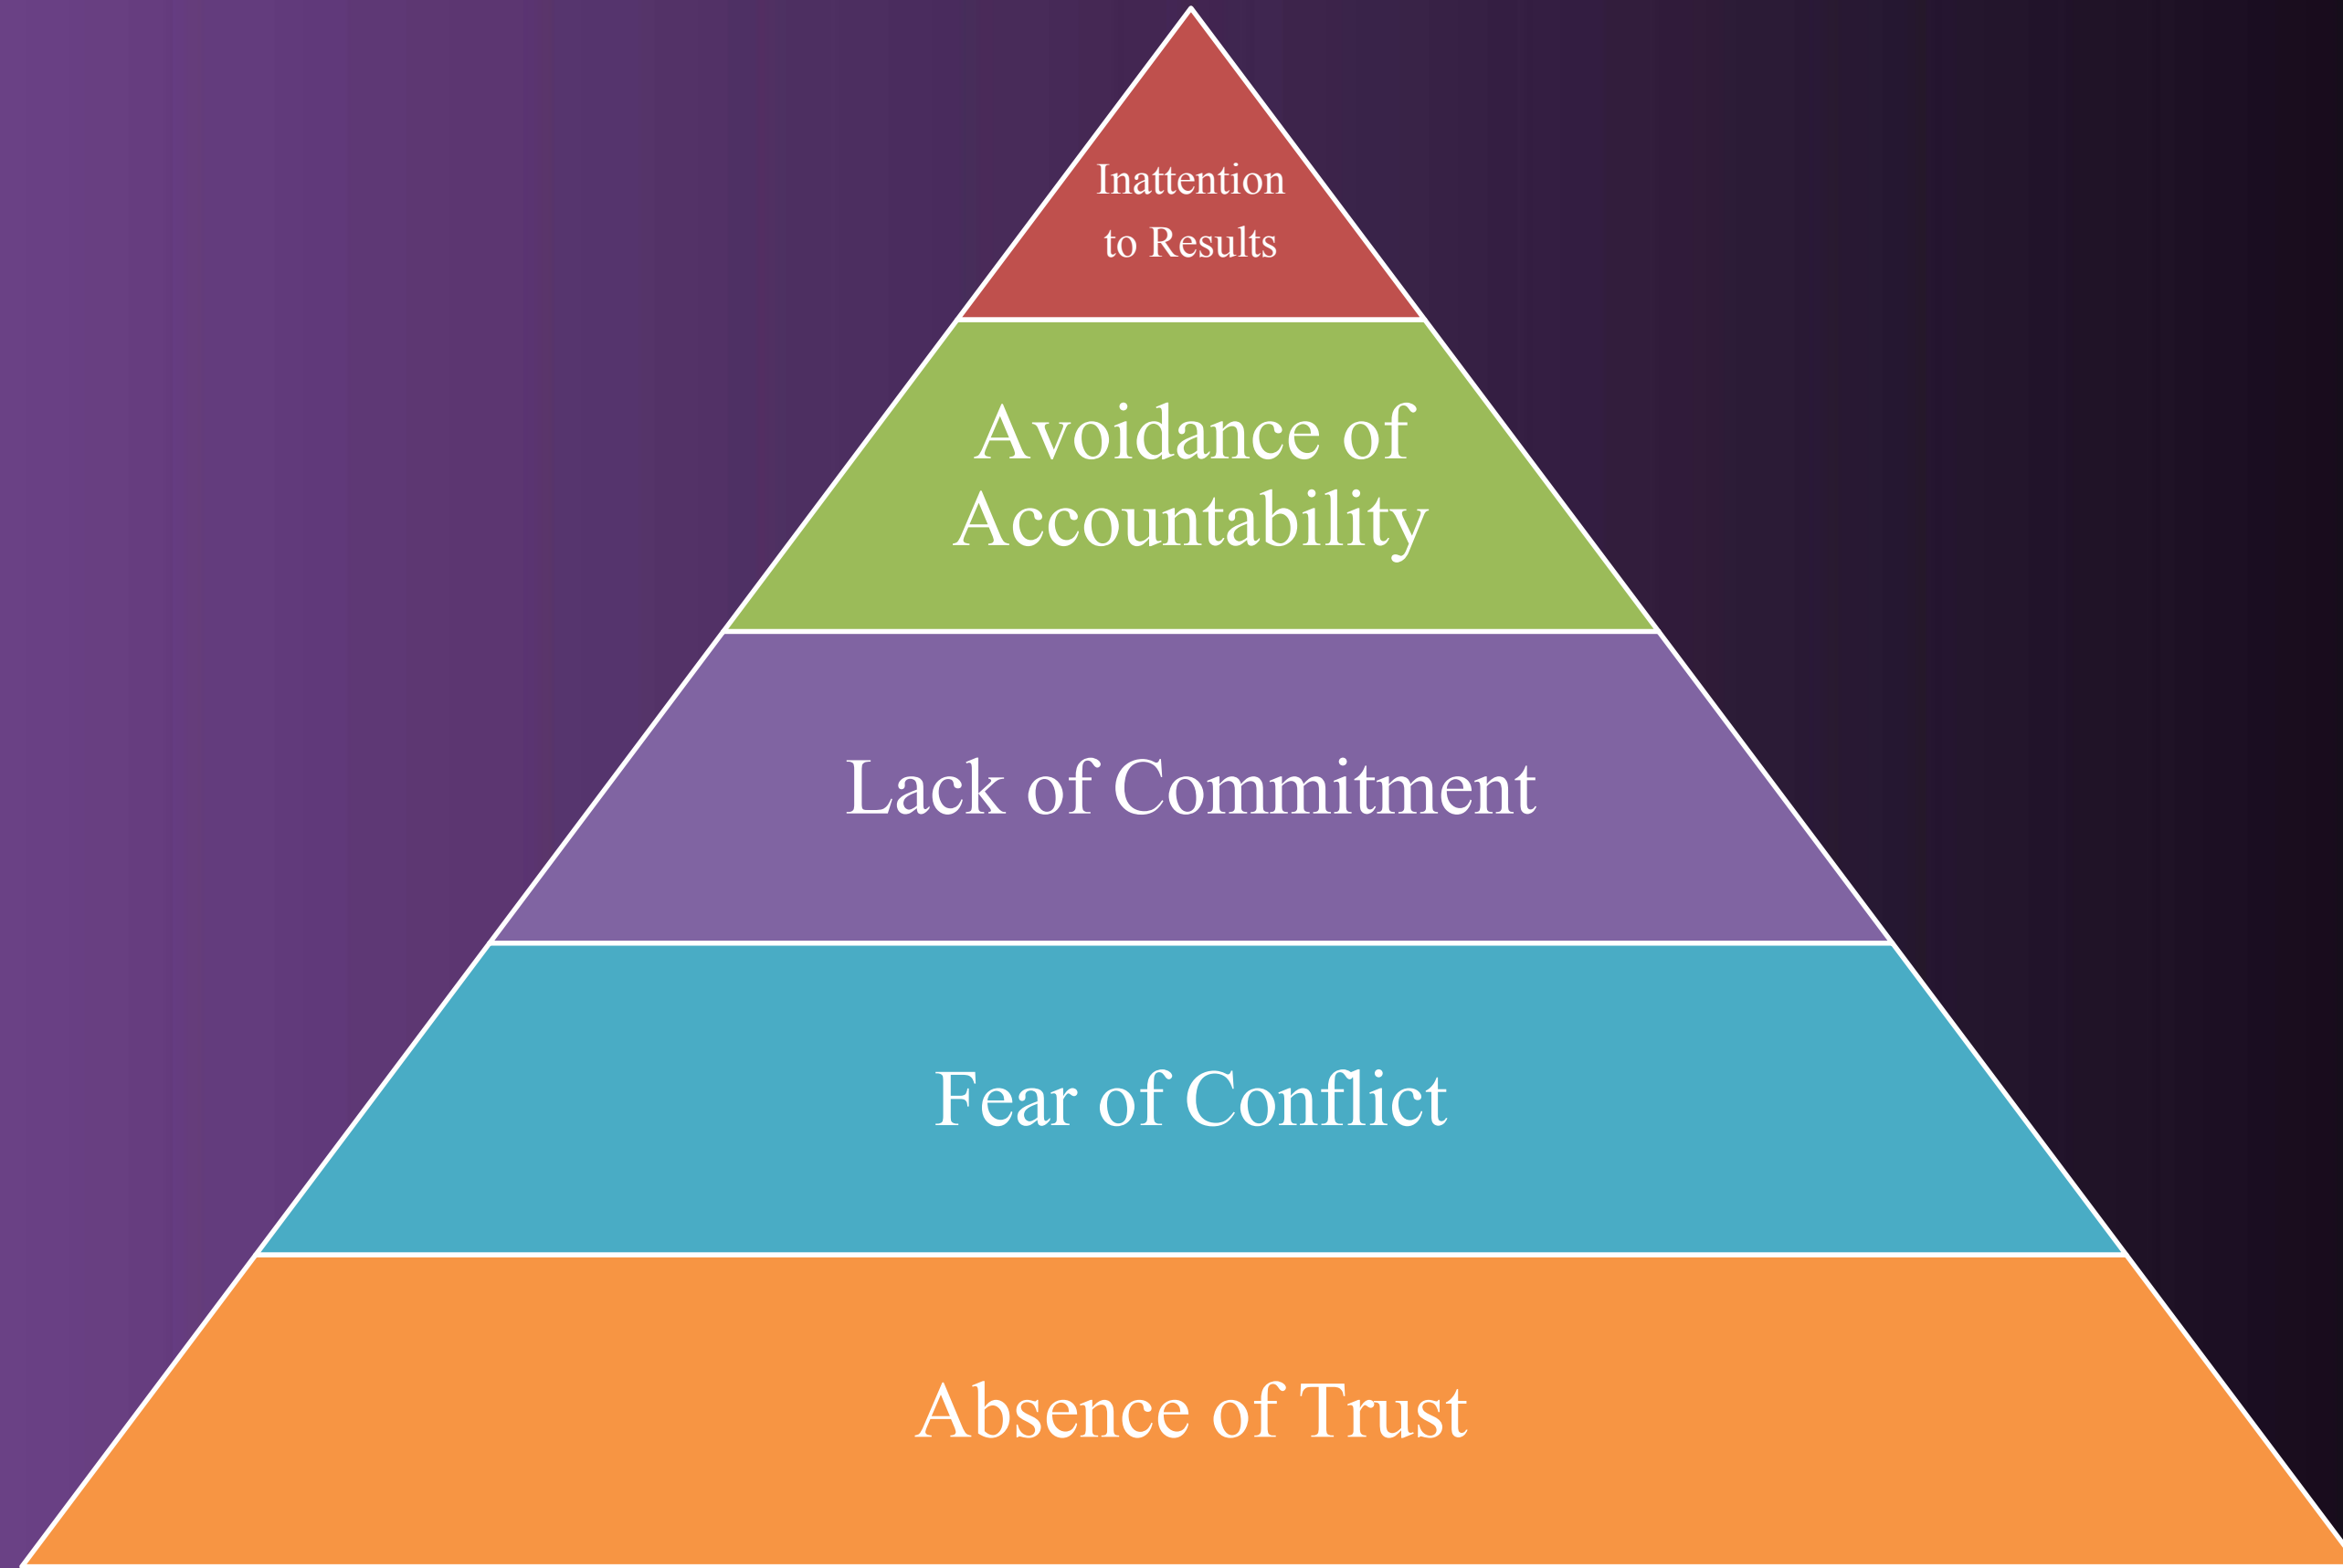 Inattention
to Results
Avoidance of
Accountability
Lack of Commitment
Fear of Conflict
Absence of Trust